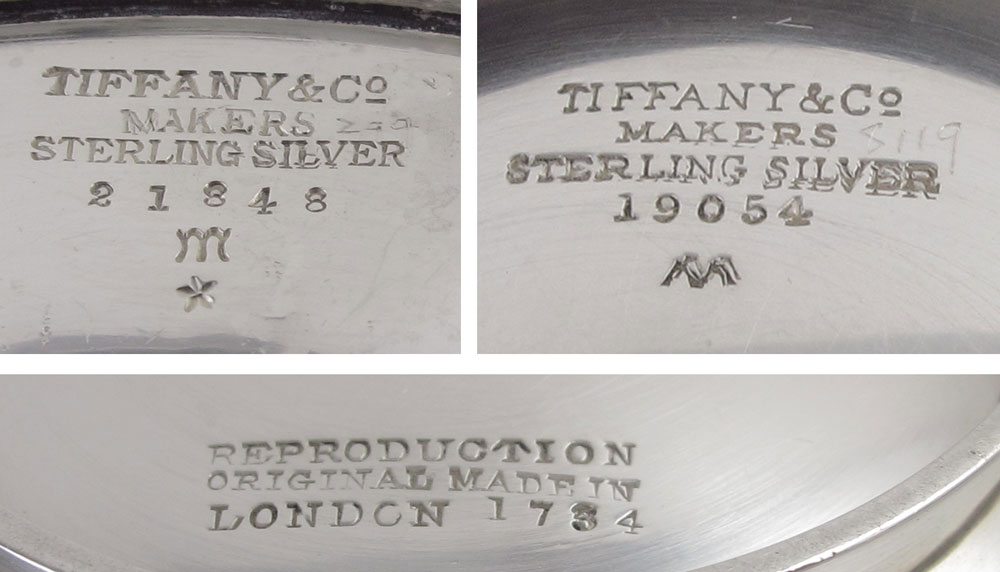 TIFFANY & Cº
MAKERS
STERLING SILVER
21848
m
TIFFANY & Cº
MAKERS
STERLING SILVER
19054
M
REPRODUCTION
ORIGINAL MADE IN
LONDON 1734